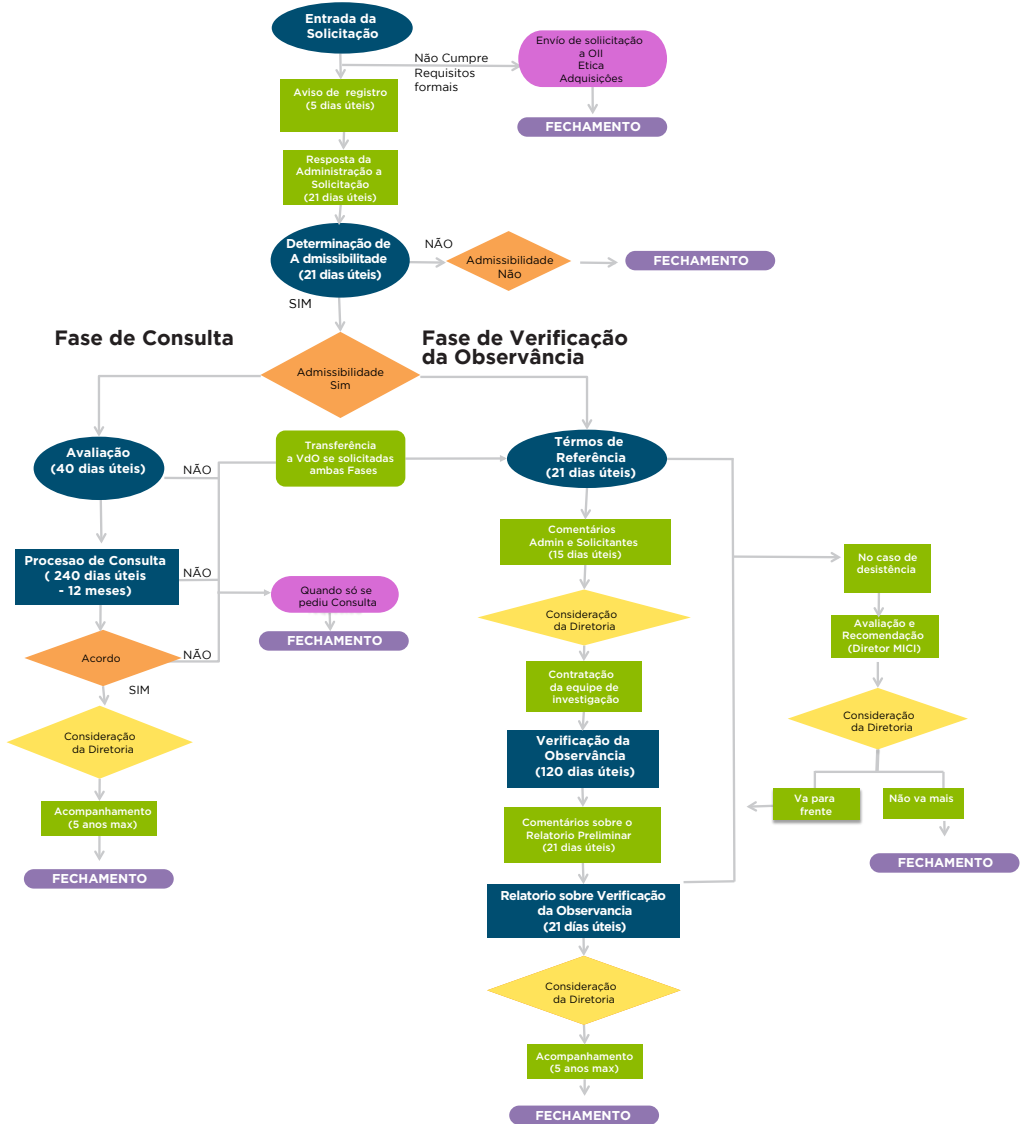 Entrada da
Solicitação
Não Cumpre
Requisitos
formais
Envío de soliicitação
a OII
Etica
Adquisições
Aviso de registro
(5 dias úteis)
FECHAMENTO
Resposta da
Administração a
Solicitação
(21 dias úteis)
Determinação de
A dmissibilitade
(21 dias úteis)
NÃO
Admissibilidade
Não
FECHAMENTO
SIM
Fase de Consulta
Fase de Verificação
da Observância
Admissibilidade
Sim
Avaliação
(40 dias úteis)
NÃO
Transferência
a VdO se solicitadas
ambas Fases
Térmos de
Referência
(21 dias úteis)
Procesao de Consulta
( 240 dias úteis
- 12 meses)
NÃO
Quando só se
pediu Consulta
FECHAMENTO
Acordo
NÃO
SIM
Consideração
da Diretoria
Acompanhamento
(5 anos max)
FECHAMENTO
Comentários
Admin e Solicitantes
(15 dias úteis)
Consideração
da Diretoria
Contratação
da equipe de
investigação
Verificação da
Observância
(120 dias úteis)
Comentários sobre o
Relatorio Preliminar
(21 dias úteis)
Relatorio sobre Verificação
da Observancia
(21 días úteis)
Consideração
da Diretoria
Acompanhamento
(5 anos max)
FECHAMENTO
No caso de
desistência
Avaliação e
Recomendação
(Diretor MICI)
Consideração
da Diretoria
Va para
frente
Não va mais
FECHAMENTO